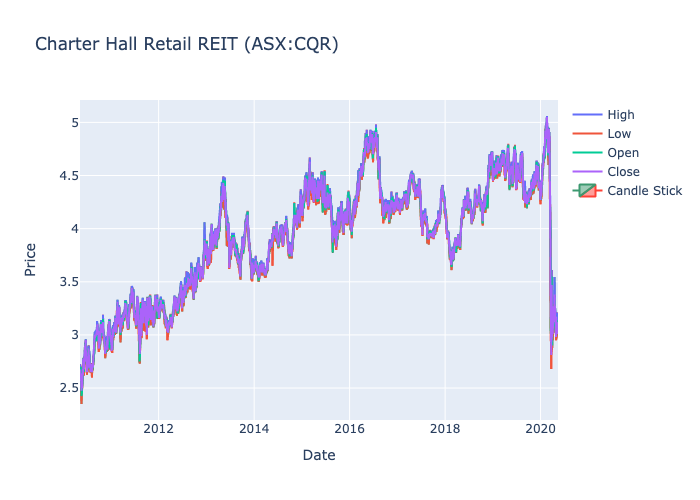 Charter Hall Retail REIT (ASX:CQR)
High
Low
Open
Close
Candle Stick
5
4.5
4
3.5
3
2.5
Price
2012
2014
2016
2018
2020
Date